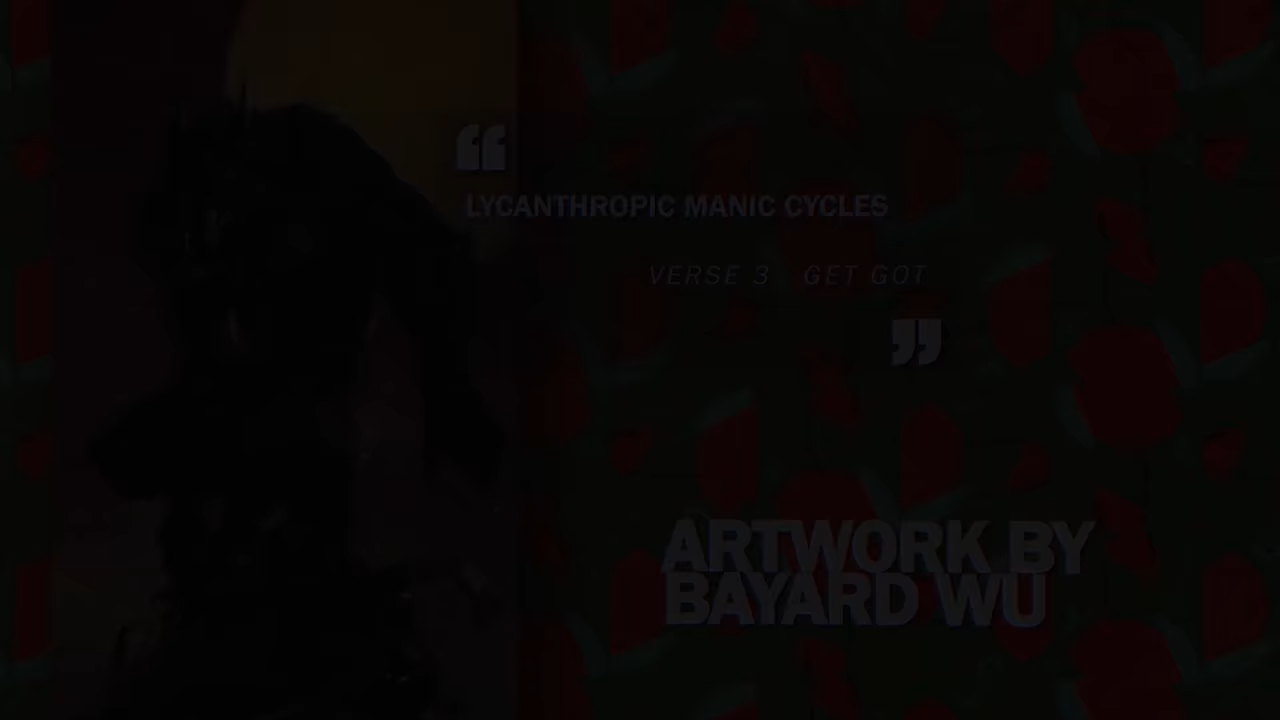 “
LYCANTHROPIC MANIC CYCLES
VERSE 3 GET GOT
”
ARTWORK BY
BAYARD WU